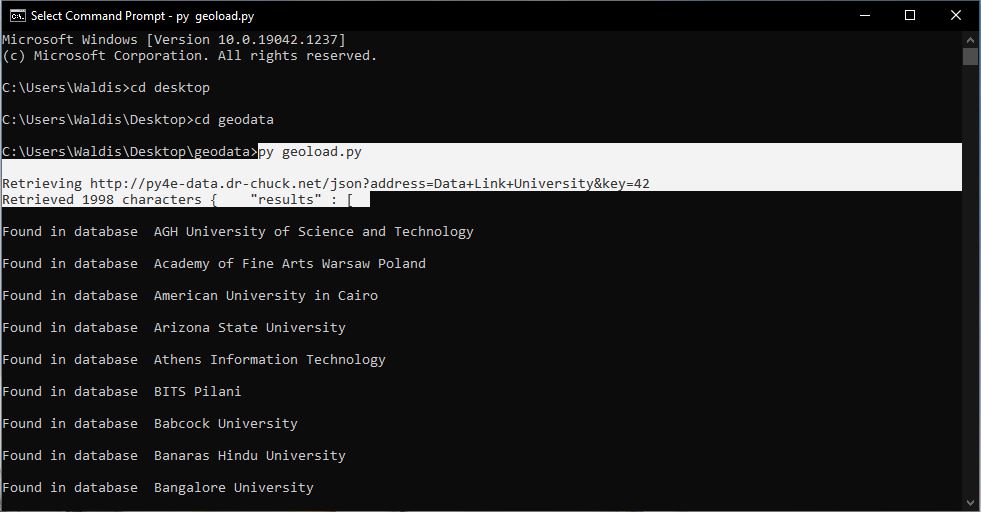 Select Command Prompt - py  geoload.py
Microsoft Windows [Version 10.0.19042.1237]
(c) Microsoft Corporation. All rights reserved.
C:\Users\Waldis>cd desktop
C:\Users\Waldis\Desktop>cd geodata
C:\Users\Waldis\Desktop\geodata>py geoload.py
Retrieving http://py4e-data.dr-chuck.net/json?address=Data+Link+University&key=42
Retrieved 1998 characters {    "results" : [
Found in database  AGH University of Science and Technology
Found in database  Academy of Fine Arts Warsaw Poland
Found in database  American University in Cairo
Found in database  Arizona State University
Found in database  Athens Information Technology
Found in database  BITS Pilani
Found in database  Babcock University
Found in database  Banaras Hindu University
Found in database  Bangalore University